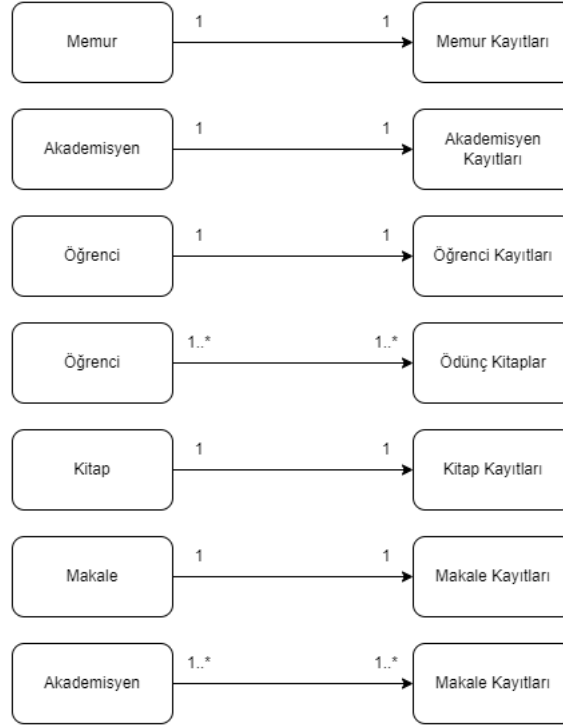 1 1
Memur Memur Kayıtları
1 1
Akademisyen Akademisyen
Kayıtları
1 1
Öğrenci Öğrenci Kayıtları
1..* 1..*
Öğrenci Ödünç Kitaplar
1 1
Kitap Kitap Kayıtları
1 1
Makale Makale Kayıtları
1..* 1..*
Akademisyen Makale Kayıtları